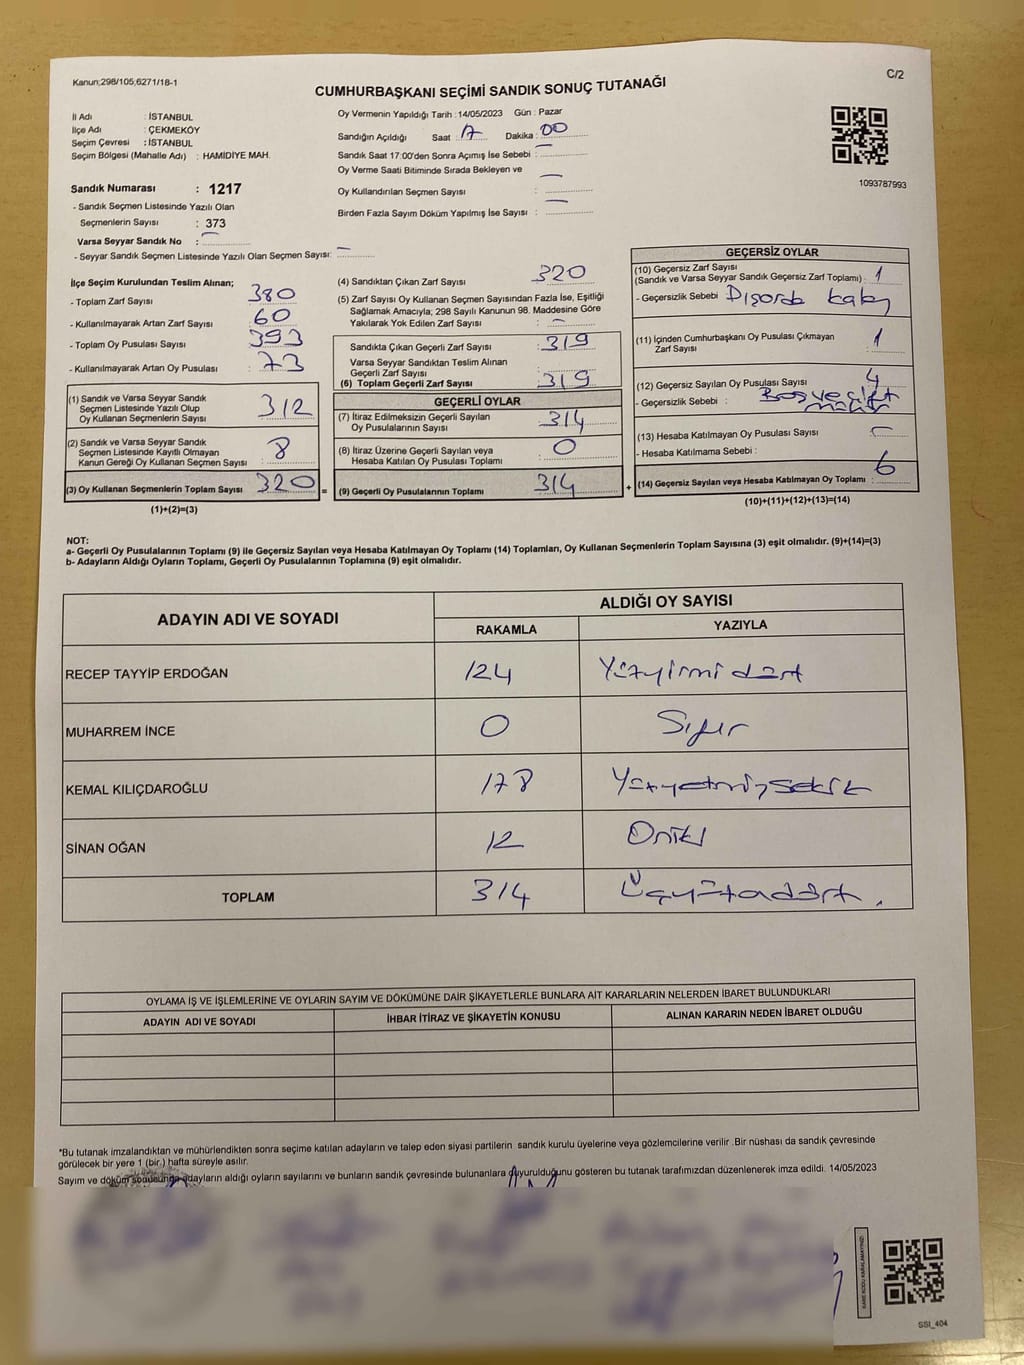 Kanun;298/105,6271/18-1
C/2
CUMHURBAŞKANI SEÇİMİ SANDIK SONUÇ TUTANAĞI
İl Adı : İSTANBUL
İlçe Adı : ÇEKMEKÖY
Seçim Çevresi : İSTANBUL
Seçim Bölgesi (Mahalle Adı) : HAMİDİYE MAH.
Oy Vermenin Yapıldığı Tarih :14/05/2023 Gün : Pazar
Sandığın Açıldığı Saat : 17 Dakika : 00
Sandık Saat 17:00'den Sonra Açımış İse Sebebi : —
Oy Verme Saati Bitiminde Sırada Bekleyen ve
Oy Kullandırılan Seçmen Sayısı : —
Birden Fazla Sayım Döküm Yapılmış İse Sayısı : —
1093787993
Sandık Numarası : 1217
- Sandık Seçmen Listesinde Yazılı Olan
Seçmenlerin Sayısı : 373
Varsa Seyyar Sandık No : —
- Seyyar Sandık Seçmen Listesinde Yazılı Olan Seçmen Sayısı: —
İlçe Seçim Kurulundan Teslim Alınan;
- Toplam Zarf Sayısı : 380
- Kullanılmayarak Artan Zarf Sayısı : 60
- Toplam Oy Pusulası Sayısı : 393
- Kullanılmayarak Artan Oy Pusulası : 73
(1) Sandık ve Varsa Seyyar Sandık
Seçmen Listesinde Yazılı Olup
Oy Kullanan Seçmenlerin Sayısı : 312
(2) Sandık ve Varsa Seyyar Sandık
Seçmen Listesinde Kayıtlı Olmayan
Kanun Gereği Oy Kullanan Seçmen Sayısı : 8
(3) Oy Kullanan Seçmenlerin Toplam Sayısı : 320 =
(1)+(2)=(3)
(4) Sandıktan Çıkan Zarf Sayısı : 320
(5) Zarf Sayısı Oy Kullanan Seçmen Sayısından Fazla İse, Eşitliği
Sağlamak Amacıyla; 298 Sayılı Kanunun 98. Maddesine Göre
Yakılarak Yok Edilen Zarf Sayısı : —
Sandıkta Çıkan Geçerli Zarf Sayısı : 319
Varsa Seyyar Sandıktan Teslim Alınan
Geçerli Zarf Sayısı :
(6) Toplam Geçerli Zarf Sayısı : 319
GEÇERLİ OYLAR
(7) İtiraz Edilmeksizin Geçerli Sayılan
Oy Pusulalarının Sayısı : 314
(8) İtiraz Üzerine Geçerli Sayılan veya
Hesaba Katılan Oy Pusulası Toplamı : 0
(9) Geçerli Oy Pusulalarının Toplamı : 314 +
GEÇERSİZ OYLAR
(10) Geçersiz Zarf Sayısı
(Sandık ve Varsa Seyyar Sandık Geçersiz Zarf Toplamı) : 1
- Geçersizlik Sebebi :
(11) İçinden Cumhurbaşkanı Oy Pusulası Çıkmayan
Zarf Sayısı : 1
(12) Geçersiz Sayılan Oy Pusulası Sayısı : 4
- Geçersizlik Sebebi : Boş ve çift
(13) Hesaba Katılmayan Oy Pusulası Sayısı : —
- Hesaba Katılmama Sebebi :
(14) Geçersiz Sayılan veya Hesaba Katılmayan Oy Toplamı : 6
(10)+(11)+(12)+(13)=(14)
NOT:
a- Geçerli Oy Pusulalarının Toplamı (9) ile Geçersiz Sayılan veya Hesaba Katılmayan Oy Toplamı (14) Toplamları, Oy Kullanan Seçmenlerin Toplam Sayısına (3) eşit olmalıdır. (9)+(14)=(3)
b- Adayların Aldığı Oyların Toplamı, Geçerli Oy Pusulalarının Toplamına (9) eşit olmalıdır.
ADAYIN ADI VE SOYADI
ALDIĞI OY SAYISI
RAKAMLA YAZIYLA
RECEP TAYYİP ERDOĞAN 124 Yüzyirmi dört
MUHARREM İNCE 0 Sıfır
KEMAL KILIÇDAROĞLU 178 Yüzyetmişsekiz
SİNAN OĞAN 12 Oniki
TOPLAM 314 Üçyüzondört.
OYLAMA İŞ VE İŞLEMLERİNE VE OYLARIN SAYIM VE DÖKÜMÜNE DAİR ŞİKAYETLERLE BUNLARA AİT KARARLARIN NELERDEN İBARET BULUNDUKLARI
ADAYIN ADI VE SOYADI İHBAR İTİRAZ VE ŞİKAYETİN KONUSU ALINAN KARARIN NEDEN İBARET OLDUĞU
*Bu tutanak imzalandıktan ve mühürlendikten sonra seçime katılan adayların ve talep eden siyasi partilerin sandık kurulu üyelerine veya gözlemcilerine verilir .Bir nüshası da sandık çevresinde
görülecek bir yere 1 (bir.) hafta süreyle asılır.
Sayım ve döküm sonusunda adayların aldığı oyların sayılarını ve bunların sandık çevresinde bulunanlara duyurulduğunu gösteren bu tutanak tarafımızdan düzenlenerek imza edildi. 14/05/2023
KARE KODU KARALAMAYINIZ!
SSI_404